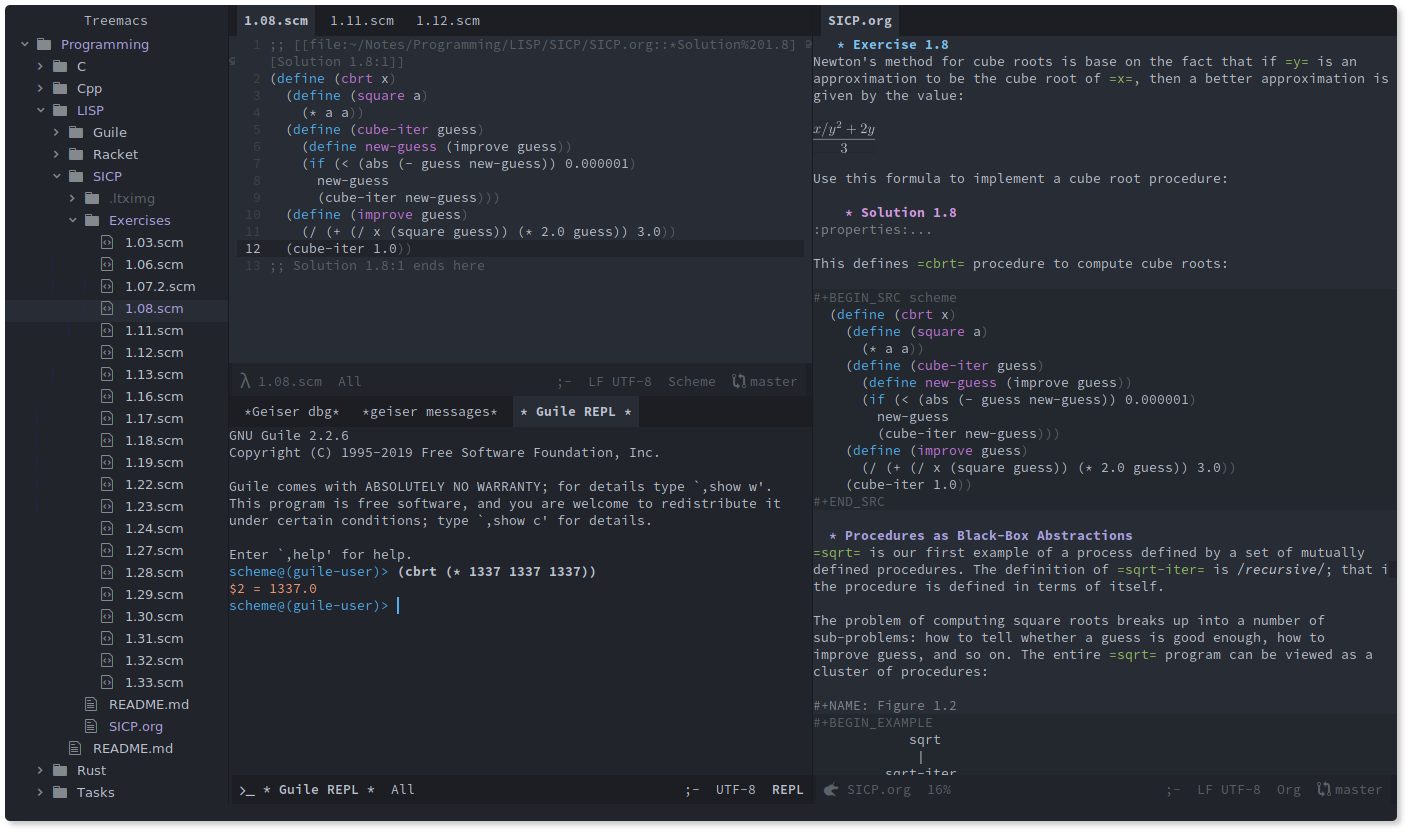 Treemacs
Programming
C
Cpp
LISP
Guile
Racket
SICP
.ltximg
Exercises
1.03.scm
1.06.scm
1.07.2.scm
1.08.scm
1.11.scm
1.12.scm
1.13.scm
1.16.scm
1.17.scm
1.18.scm
1.19.scm
1.22.scm
1.23.scm
1.24.scm
1.27.scm
1.28.scm
1.29.scm
1.30.scm
1.31.scm
1.32.scm
1.33.scm
README.md
SICP.org
README.md
Rust
Tasks
1.08.scm 1.11.scm 1.12.scm
1 ;; [[file:~/Notes/Programming/LISP/SICP/SICP.org::*Solution%201.8]
[Solution 1.8:1]]
2 (define (cbrt x)
3   (define (square a)
4     (* a a))
5   (define (cube-iter guess)
6     (define new-guess (improve guess))
7     (if (< (abs (- guess new-guess)) 0.000001)
8       new-guess
9       (cube-iter new-guess)))
10   (define (improve guess)
11     (/ (+ (/ x (square guess)) (* 2.0 guess)) 3.0))
12   (cube-iter 1.0))
13 ;; Solution 1.8:1 ends here
λ 1.08.scm All ;- LF UTF-8 Scheme master
*Geiser dbg* *geiser messages* * Guile REPL *
GNU Guile 2.2.6
Copyright (C) 1995-2019 Free Software Foundation, Inc.
Guile comes with ABSOLUTELY NO WARRANTY; for details type `,show w'.
This program is free software, and you are welcome to redistribute it
under certain conditions; type `,show c' for details.
Enter `,help' for help.
scheme@(guile-user)> (cbrt (* 1337 1337 1337))
$2 = 1337.0
scheme@(guile-user)>
>_ * Guile REPL * All ;- UTF-8 REPL
SICP.org
* Exercise 1.8
Newton's method for cube roots is base on the fact that if =y= is an
approximation to be the cube root of =x=, then a better approximation is
given by the value:
x/y² + 2y
3
Use this formula to implement a cube root procedure:
* Solution 1.8
:properties:...
This defines =cbrt= procedure to compute cube roots:
#+BEGIN_SRC scheme
(define (cbrt x)
  (define (square a)
    (* a a))
  (define (cube-iter guess)
    (define new-guess (improve guess))
    (if (< (abs (- guess new-guess)) 0.000001)
      new-guess
      (cube-iter new-guess)))
  (define (improve guess)
    (/ (+ (/ x (square guess)) (* 2.0 guess)) 3.0))
  (cube-iter 1.0))
#+END_SRC
* Procedures as Black-Box Abstractions
=sqrt= is our first example of a process defined by a set of mutually
defined procedures. The definition of =sqrt-iter= is /recursive/; that i
the procedure is defined in terms of itself.
The problem of computing square roots breaks up into a number of
sub-problems: how to tell whether a guess is good enough, how to
improve guess, and so on. The entire =sqrt= program can be viewed as a
cluster of procedures:
#+NAME: Figure 1.2
#+BEGIN_EXAMPLE
sqrt
|
sqrt-iter
SICP.org 16% ;- LF UTF-8 Org master